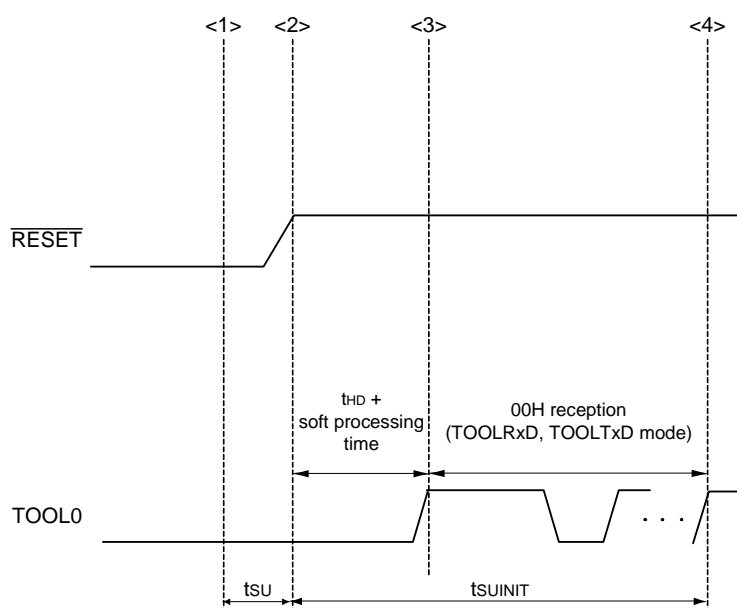 <1> <2> <3> <4>
RESET
tHD +
soft processing
time
00H reception
(TOOLRxD, TOOLTxD mode)
TOOL0
. . .
tSU
tSUINIT